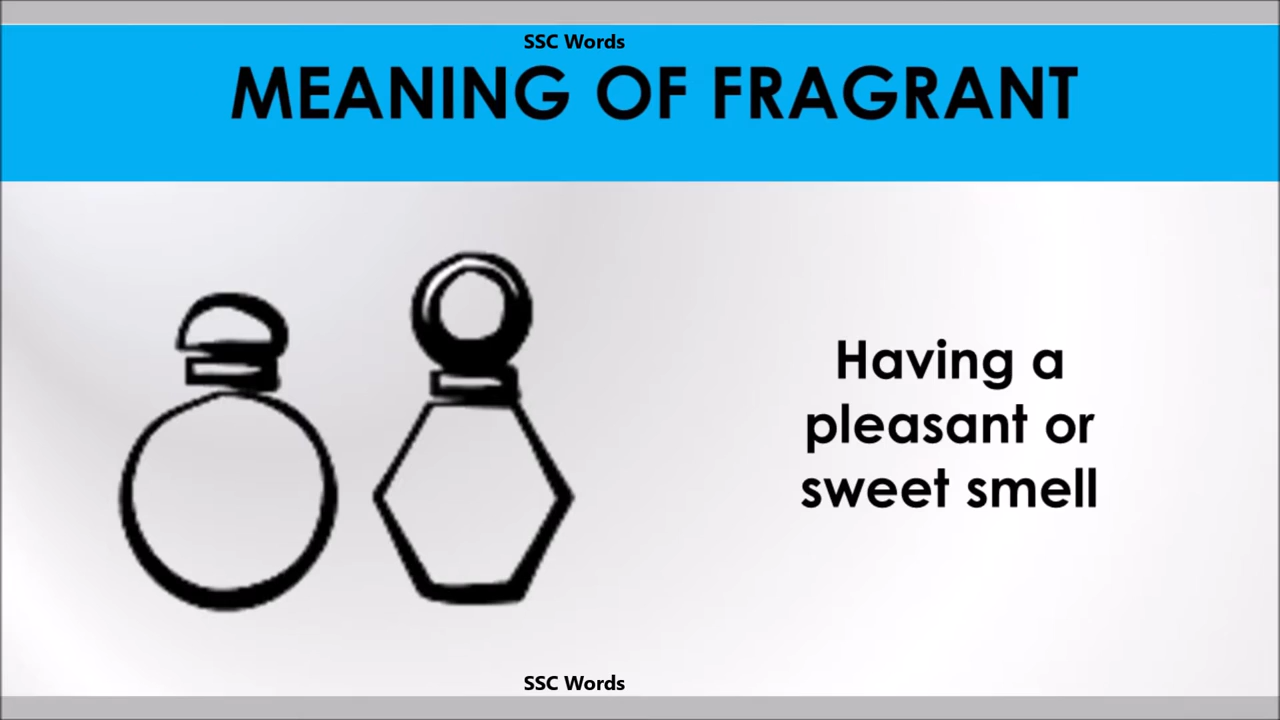 SSC Words
MEANING OF FRAGRANT
Having a
pleasant or
sweet smell
SSC Words